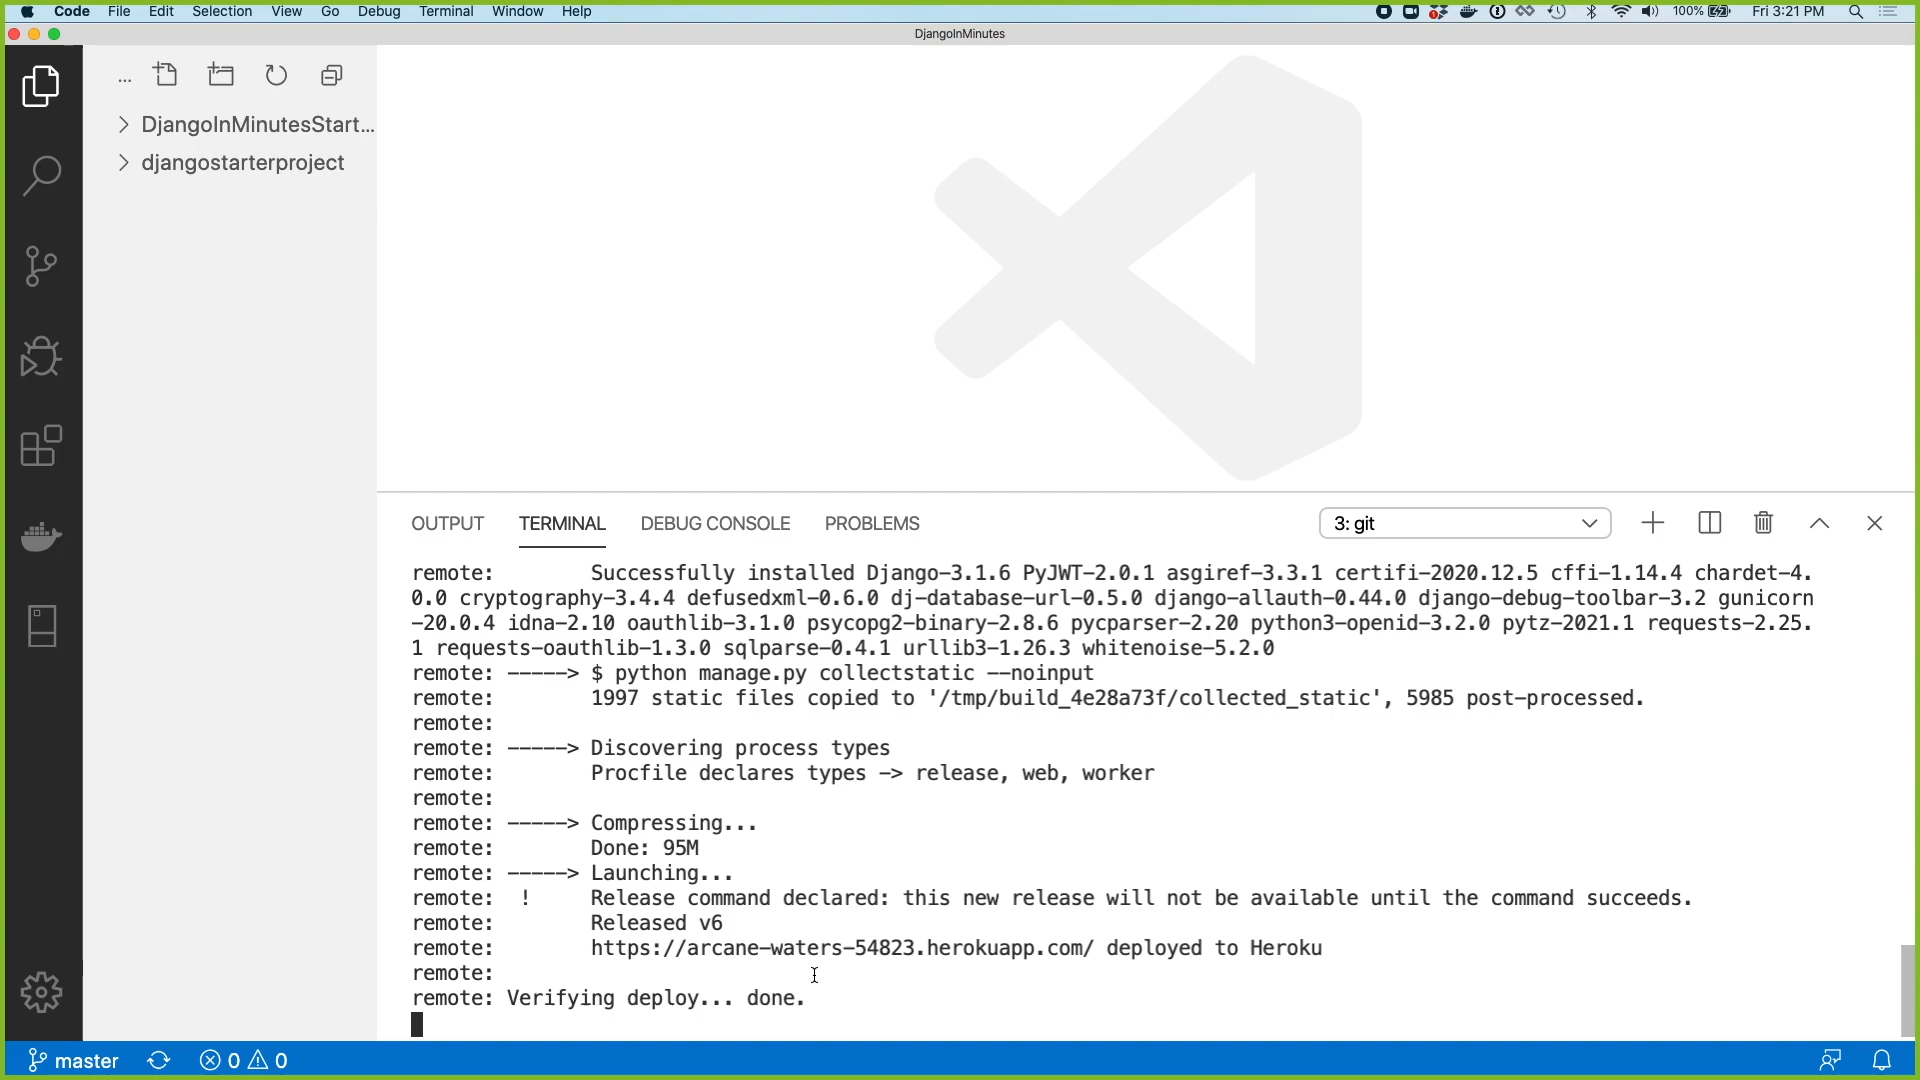 Code File Edit Selection View Go Debug Terminal Window Help 100% Fri 3:21 PM
DjangoInMinutes
...
DjangoInMinutesStart...
djangostarterproject
OUTPUT TERMINAL DEBUG CONSOLE PROBLEMS 3: git
remote:        Successfully installed Django-3.1.6 PyJWT-2.0.1 asgiref-3.3.1 certifi-2020.12.5 cffi-1.14.4 chardet-4.
0.0 cryptography-3.4.4 defusedxml-0.6.0 dj-database-url-0.5.0 django-allauth-0.44.0 django-debug-toolbar-3.2 gunicorn
-20.0.4 idna-2.10 oauthlib-3.1.0 psycopg2-binary-2.8.6 pycparser-2.20 python3-openid-3.2.0 pytz-2021.1 requests-2.25.
1 requests-oauthlib-1.3.0 sqlparse-0.4.1 urllib3-1.26.3 whitenoise-5.2.0
remote: -----> $ python manage.py collectstatic --noinput
remote:        1997 static files copied to '/tmp/build_4e28a73f/collected_static', 5985 post-processed.
remote:
remote: -----> Discovering process types
remote:        Procfile declares types -> release, web, worker
remote:
remote: -----> Compressing...
remote:        Done: 95M
remote: -----> Launching...
remote:  !     Release command declared: this new release will not be available until the command succeeds.
remote:        Released v6
remote:        https://arcane-waters-54823.herokuapp.com/ deployed to Heroku
remote:
remote: Verifying deploy... done.
master 0 0